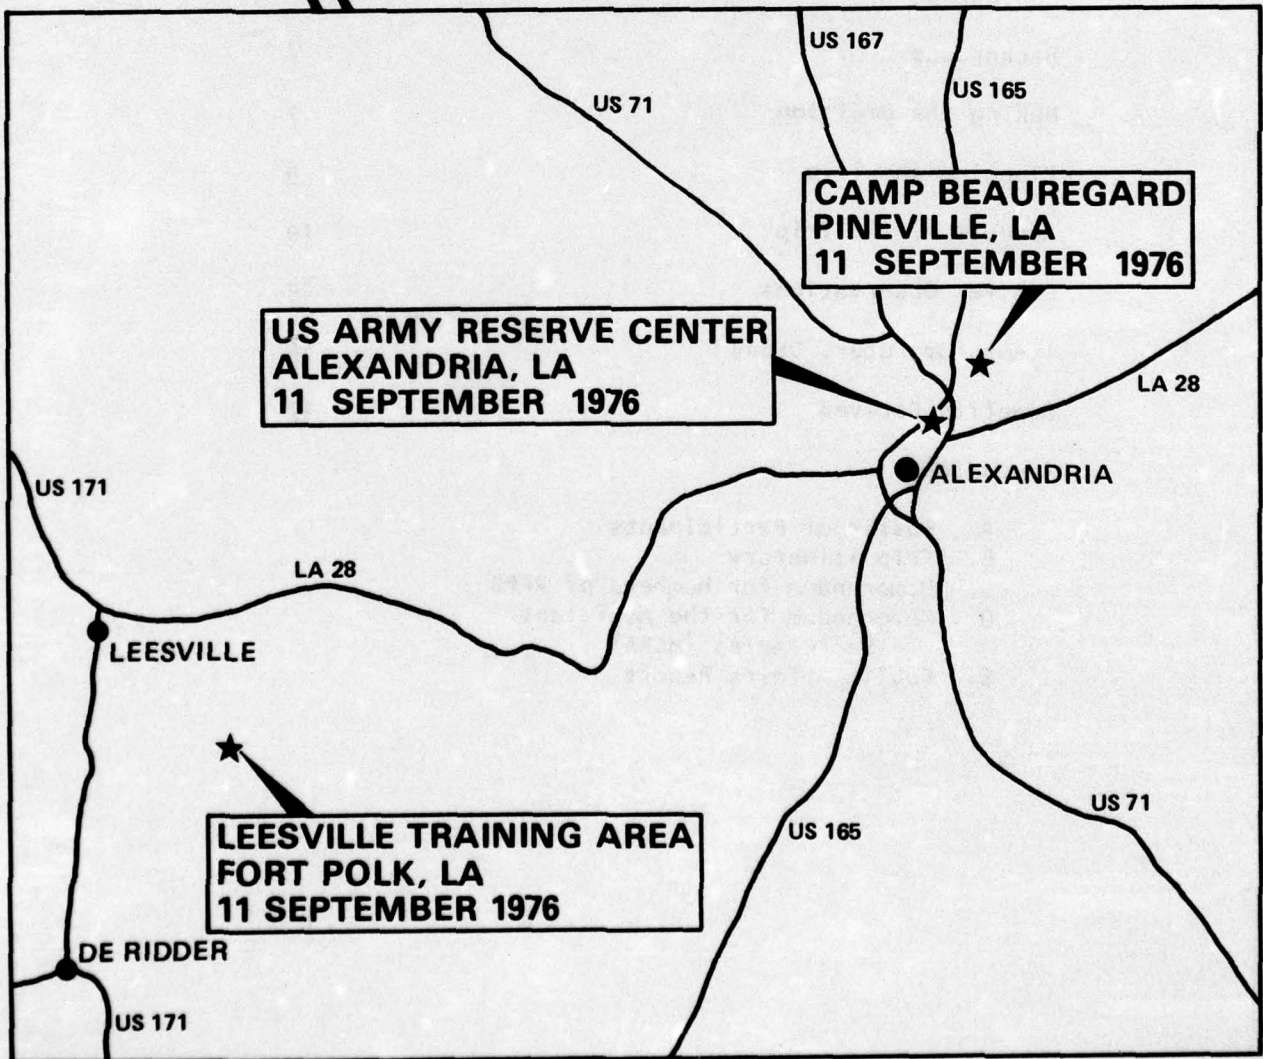 US 167
US 165
US 71
CAMP BEAUREGARD
PINEVILLE, LA
11 SEPTEMBER 1976
US ARMY RESERVE CENTER
ALEXANDRIA, LA
11 SEPTEMBER 1976
LA 28
ALEXANDRIA
US 171
LA 28
LEESVILLE
LEESVILLE TRAINING AREA
FORT POLK, LA
11 SEPTEMBER 1976
US 71
US 165
DE RIDDER
US 171